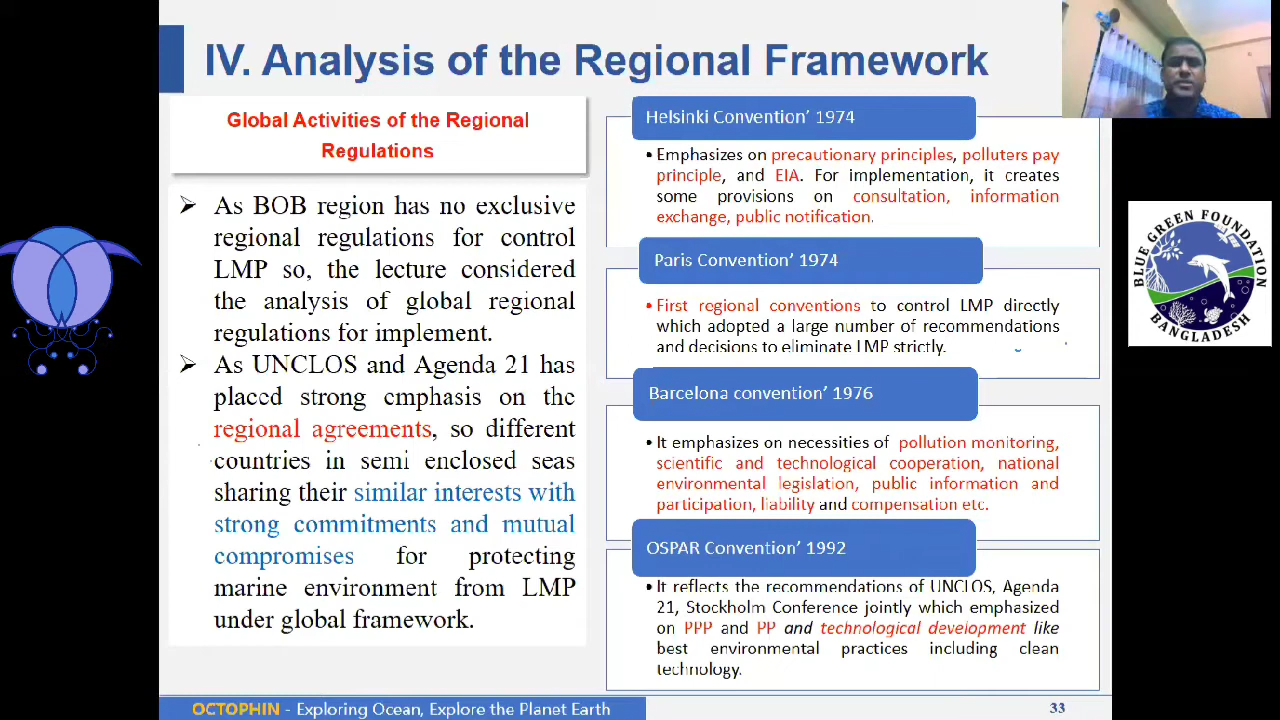 IV. Analysis of the Regional Framework
Global Activities of the Regional
Regulations
➢ As BOB region has no exclusive
regional regulations for control
LMP so, the lecture considered
the analysis of global regional
regulations for implement.
➢ As UNCLOS and Agenda 21 has
placed strong emphasis on the
regional agreements, so different
countries in semi enclosed seas
sharing their similar interests with
strong commitments and mutual
compromises for protecting
marine environment from LMP
under global framework.
Helsinki Convention’ 1974
• Emphasizes on precautionary principles, polluters pay
principle, and EIA. For implementation, it creates
some provisions on consultation, information
exchange, public notification.
Paris Convention’ 1974
• First regional conventions to control LMP directly
which adopted a large number of recommendations
and decisions to eliminate LMP strictly.
Barcelona convention’ 1976
• It emphasizes on necessities of pollution monitoring,
scientific and technological cooperation, national
environmental legislation, public information and
participation, liability and compensation etc.
OSPAR Convention’ 1992
• It reflects the recommendations of UNCLOS, Agenda
21, Stockholm Conference jointly which emphasized
on PPP and PP and technological development like
best environmental practices including clean
technology.
OCTOPHIN - Exploring Ocean, Explore the Planet Earth
33
BLUE GREEN FOUNDATION
BANGLADESH